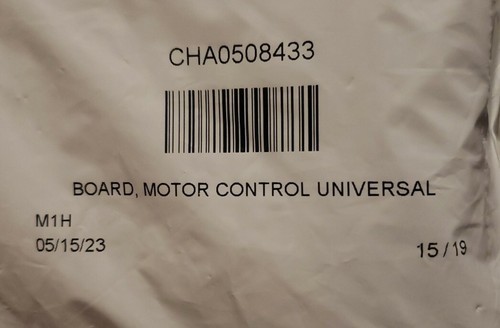 CHA0508433
BOARD, MOTOR CONTROL UNIVERSAL
M1H
05/15/23
15/19